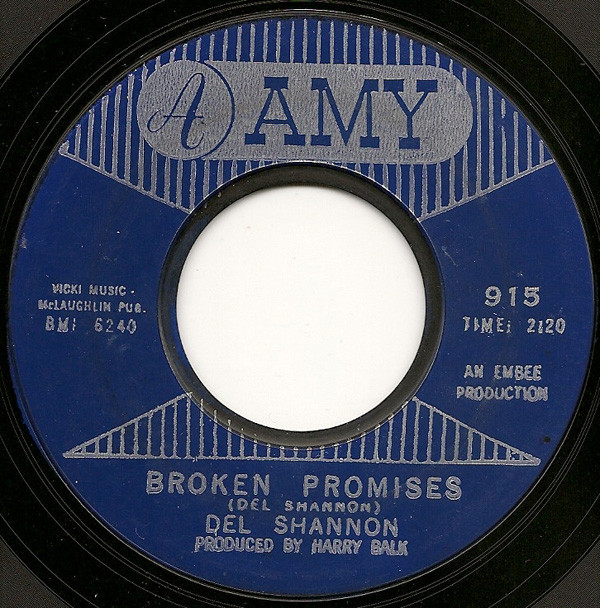 A AMY
VICKI MUSIC -
McLAUGHLIN PUB.
BMI 6240
915
TIME: 2:20
AN EMBEE
PRODUCTION
BROKEN PROMISES
(DEL SHANNON)
DEL SHANNON
PRODUCED BY HARRY BALK